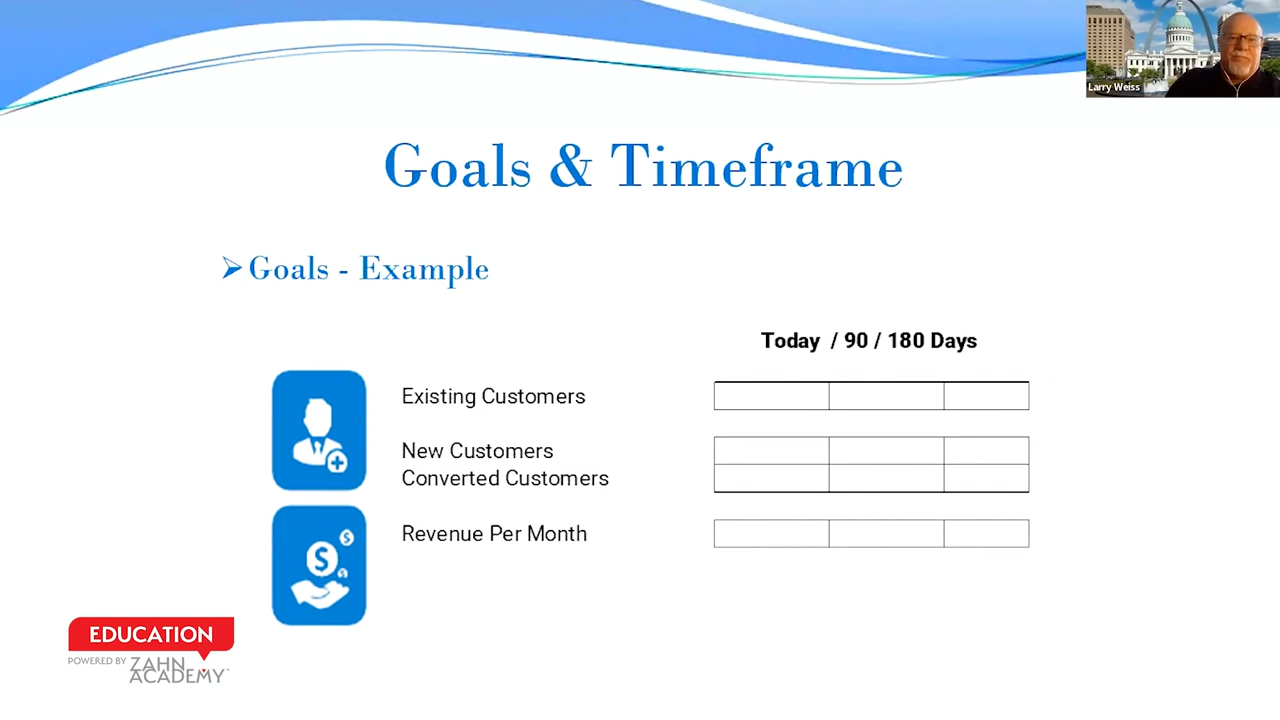 Larry Weiss
Goals & Timeframe
Goals - Example
Today / 90 / 180 Days
Existing Customers
New Customers
Converted Customers
Revenue Per Month
EDUCATION
POWERED BY ZAHN
ACADEMY